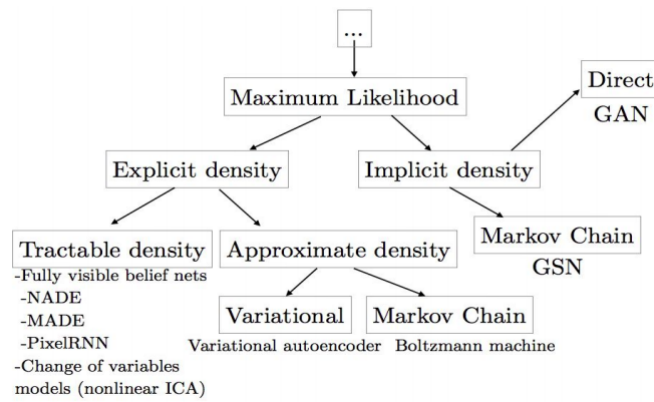 ...
Maximum Likelihood
Direct
GAN
Explicit density
Implicit density
Tractable density
-Fully visible belief nets
-NADE
-MADE
-PixelRNN
-Change of variables
models (nonlinear ICA)
Approximate density
Variational
Variational autoencoder
Markov Chain
Boltzmann machine
Markov Chain
GSN